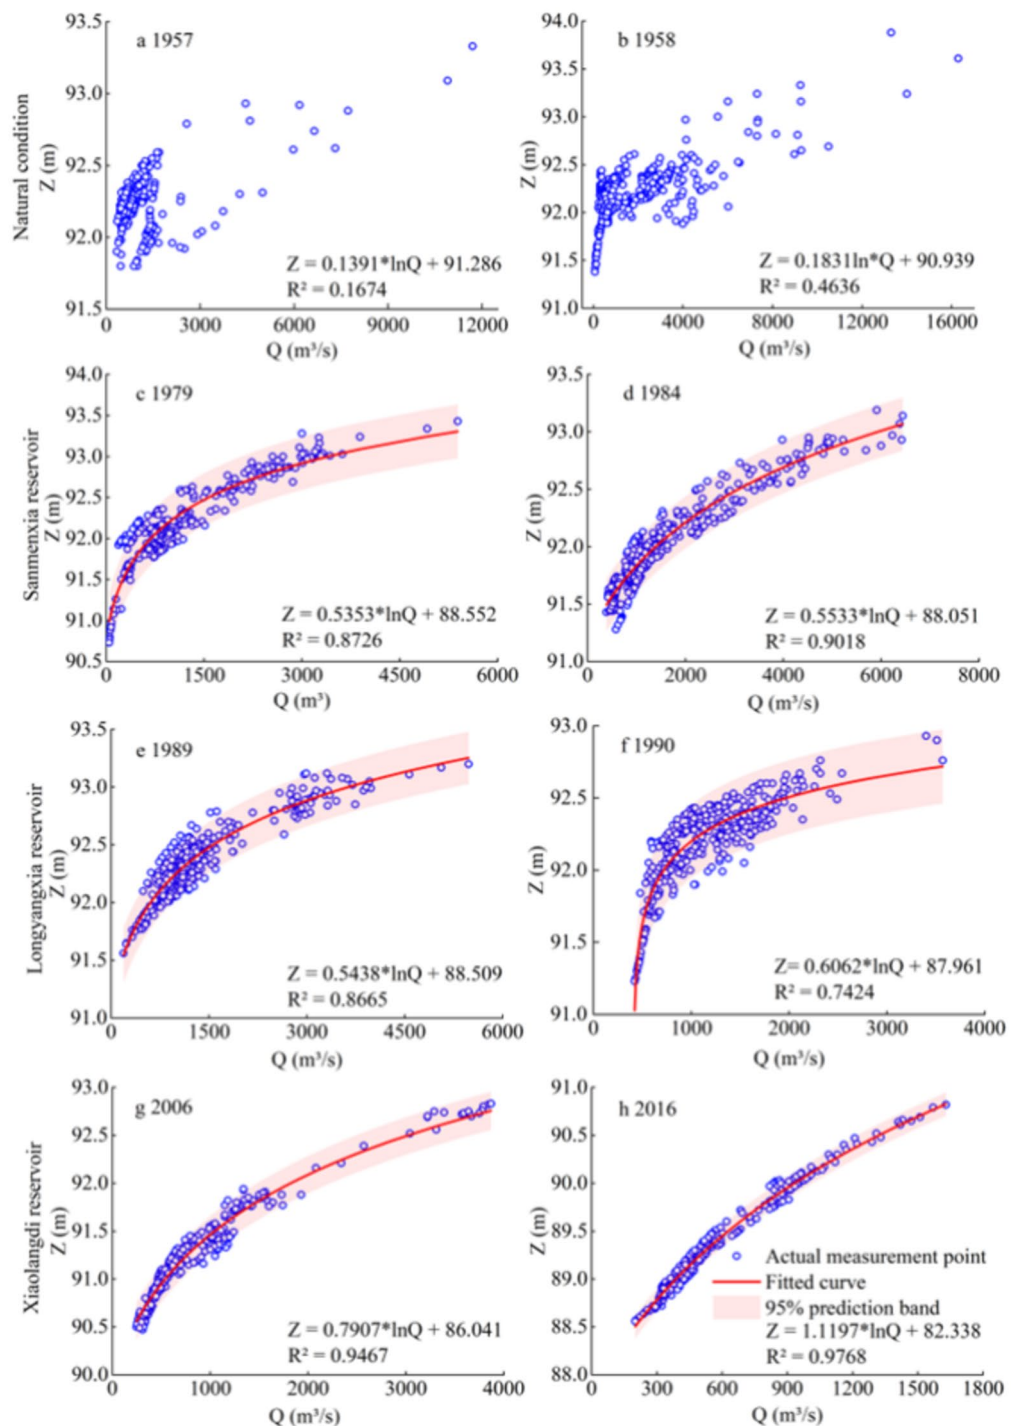 Natural condition
Z (m)
93.5
93.0
92.5
92.0
91.5
a 1957
Z = 0.1391*lnQ + 91.286
R² = 0.1674
0
3000
6000
9000
12000
Q (m³/s)
Z (m)
94.0
93.5
93.0
92.5
92.0
91.5
91.0
b 1958
Z = 0.1831ln*Q + 90.939
R² = 0.4636
0
4000
8000
12000
16000
Q (m³/s)
Sanmenxia reservoir
Z (m)
94.0
93.5
93.0
92.5
92.0
91.5
91.0
90.5
c 1979
Z = 0.5353*lnQ + 88.552
R² = 0.8726
0
1500
3000
4500
6000
Q (m³)
Z (m)
93.5
93.0
92.5
92.0
91.5
91.0
d 1984
Z = 0.5533*lnQ + 88.051
R² = 0.9018
0
2000
4000
6000
8000
Q (m³/s)
Longyangxia reservoir
Z (m)
93.5
93.0
92.5
92.0
91.5
91.0
e 1989
Z = 0.5438*lnQ + 88.509
R² = 0.8665
0
1500
3000
4500
6000
Q (m³/s)
Z (m)
93.0
92.5
92.0
91.5
91.0
f 1990
Z= 0.6062*lnQ + 87.961
R² = 0.7424
0
1000
2000
3000
4000
Q (m³/s)
Xiaolangdi reservoir
Z (m)
93.0
92.5
92.0
91.5
91.0
90.5
90.0
g 2006
Z = 0.7907*lnQ + 86.041
R² = 0.9467
0
1000
2000
3000
4000
Q (m³/s)
Z (m)
91.0
90.5
90.0
89.5
89.0
88.5
88.0
h 2016
Actual measurement point
Fitted curve
95% prediction band
Z = 1.1197*lnQ + 82.338
R² = 0.9768
0
300
600
900
1200
1500
1800
Q (m³/s)